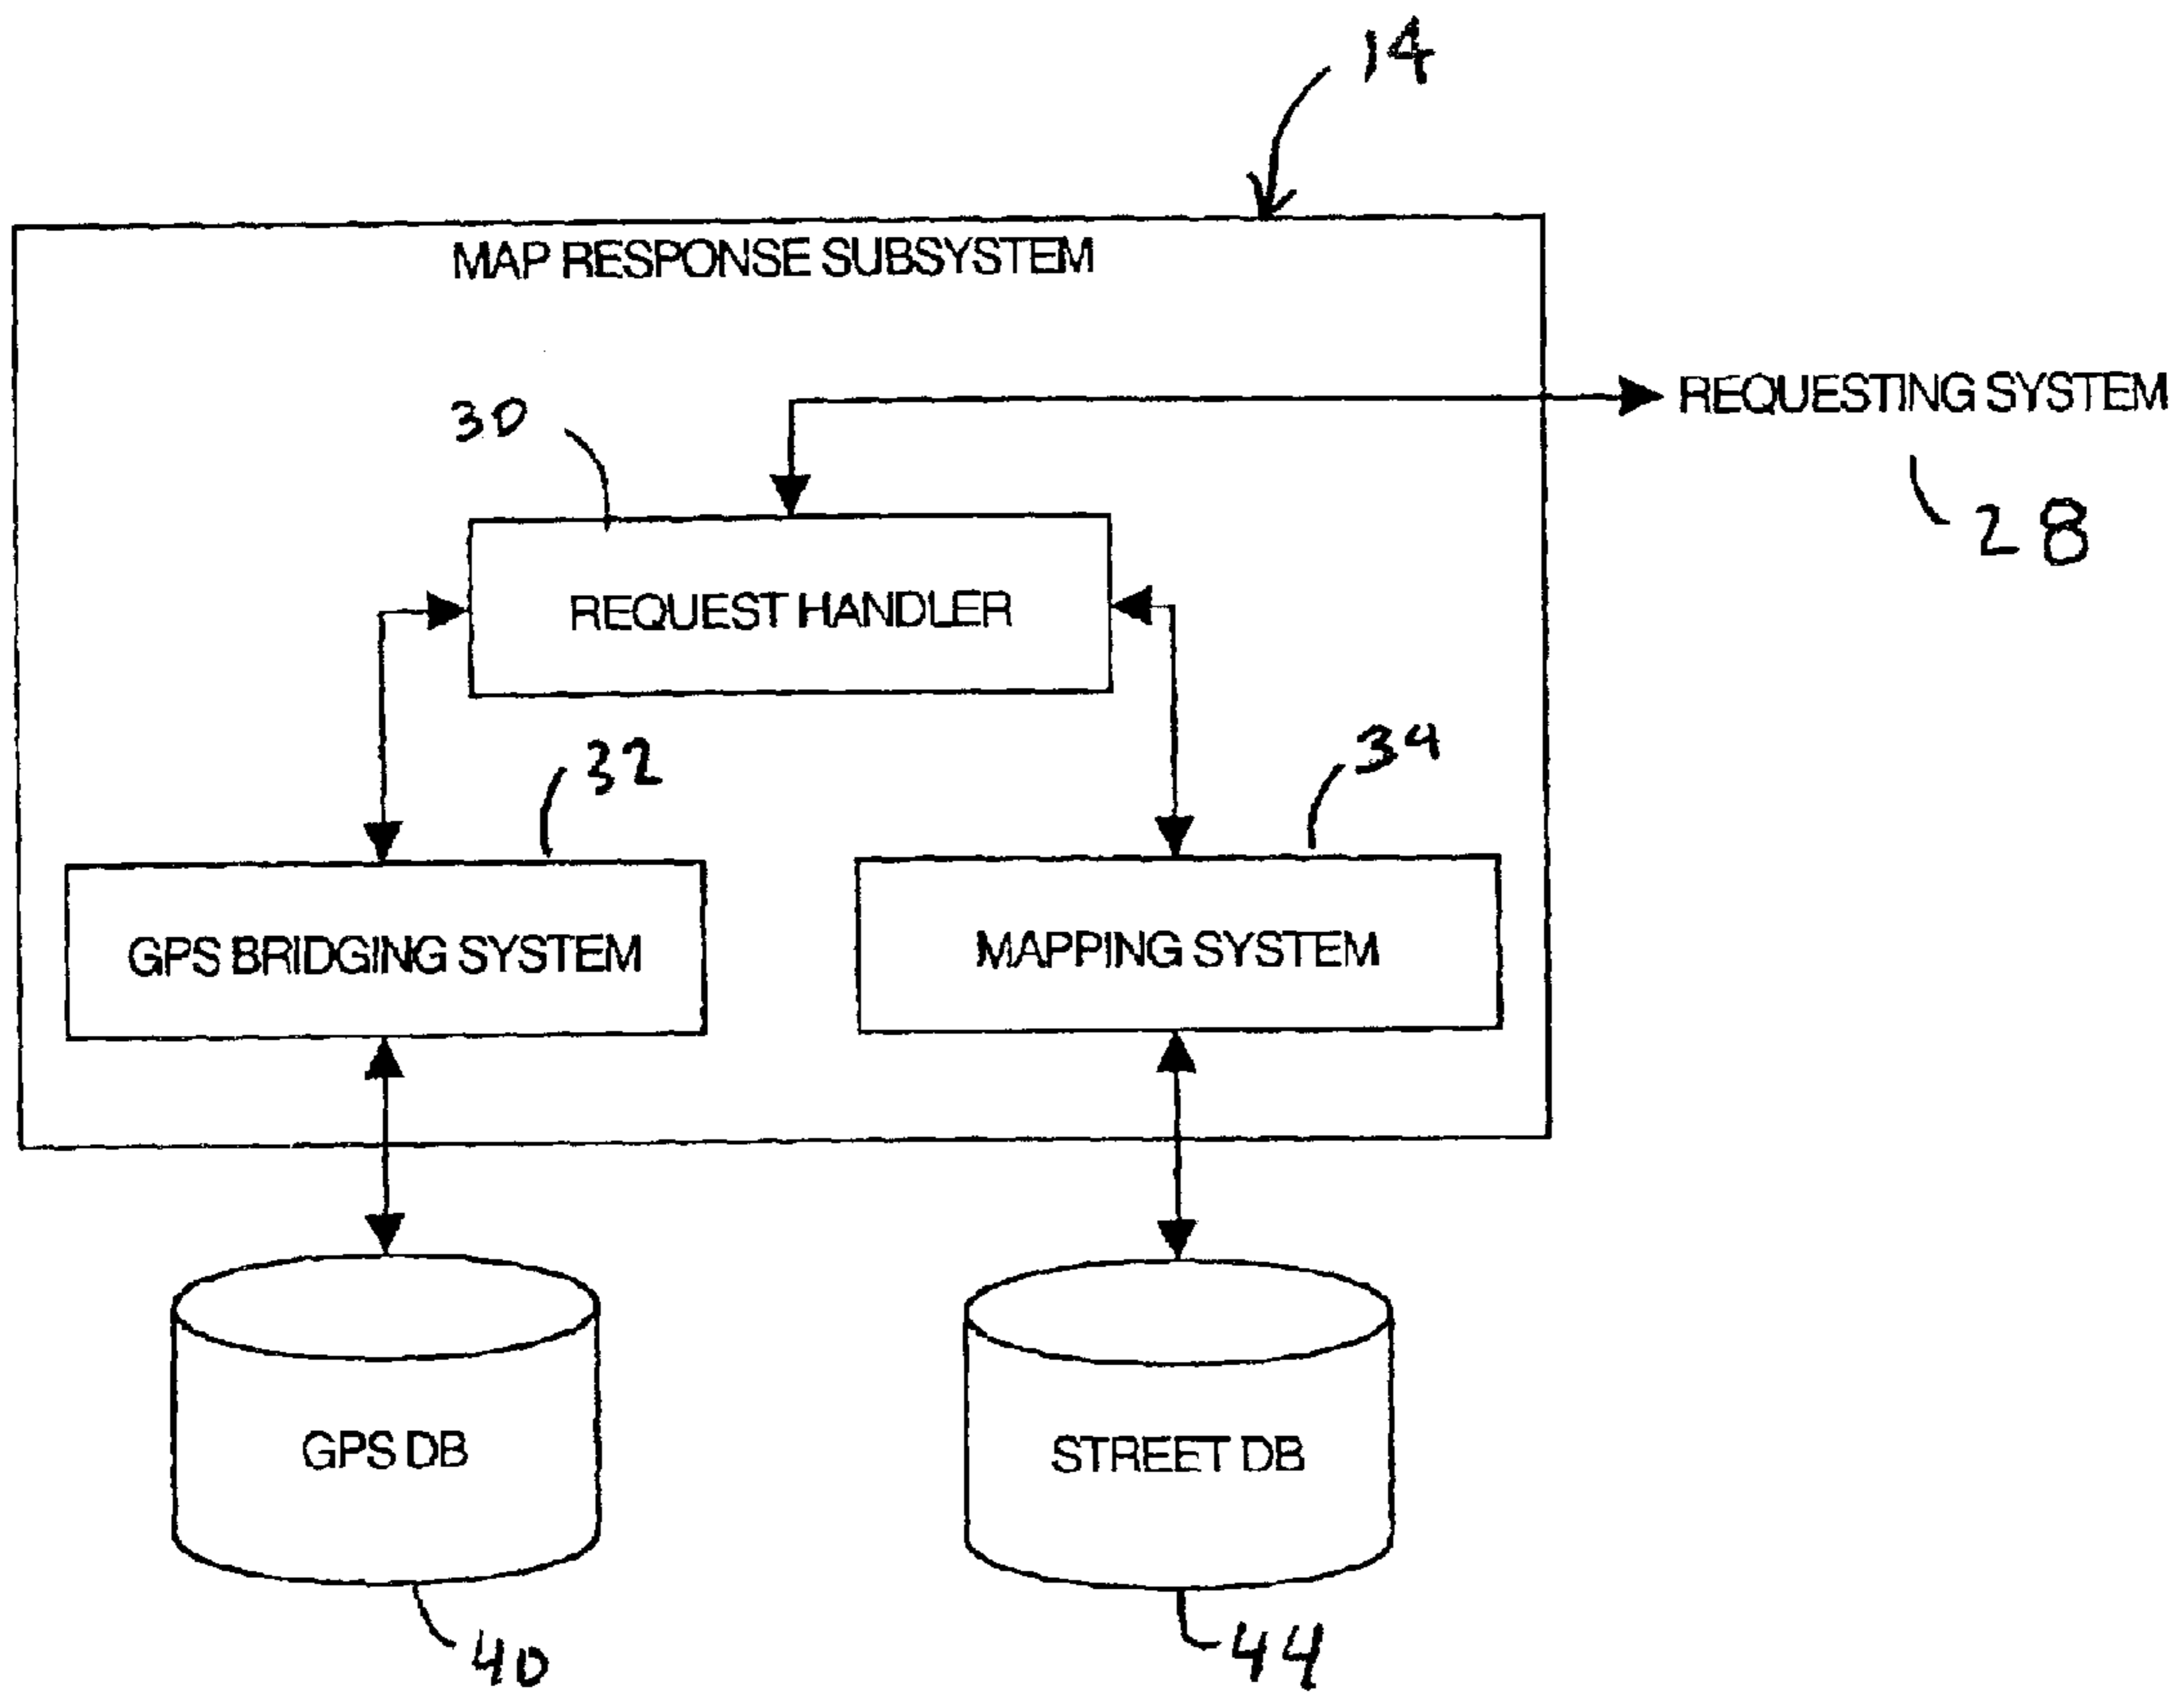 14
MAP RESPONSE SUBSYSTEM
REQUESTING SYSTEM
30
28
REQUEST HANDLER
32
34
GPS BRIDGING SYSTEM
MAPPING SYSTEM
GPS DB
STREET DB
40
44